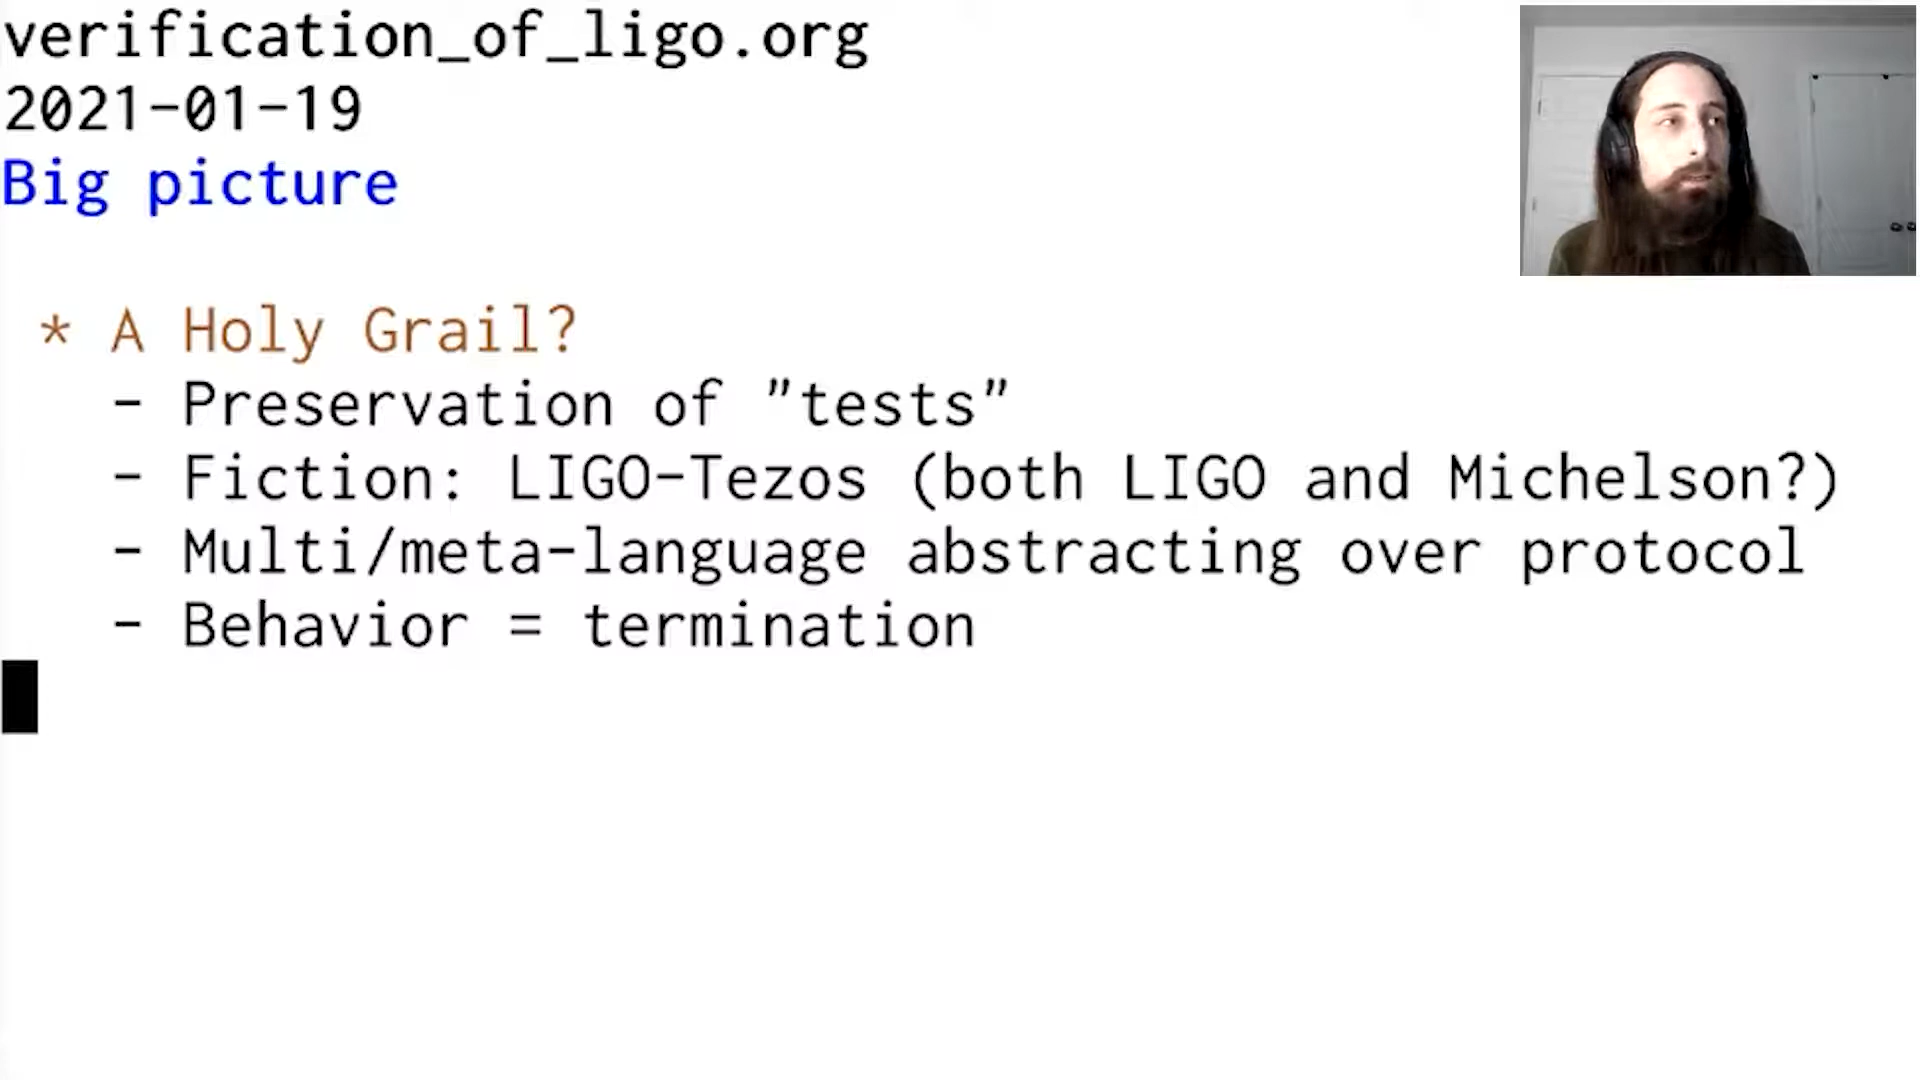 verification_of_ligo.org
2021-01-19
Big picture
* A Holy Grail?
- Preservation of "tests"
- Fiction: LIGO-Tezos (both LIGO and Michelson?)
- Multi/meta-language abstracting over protocol
- Behavior = termination